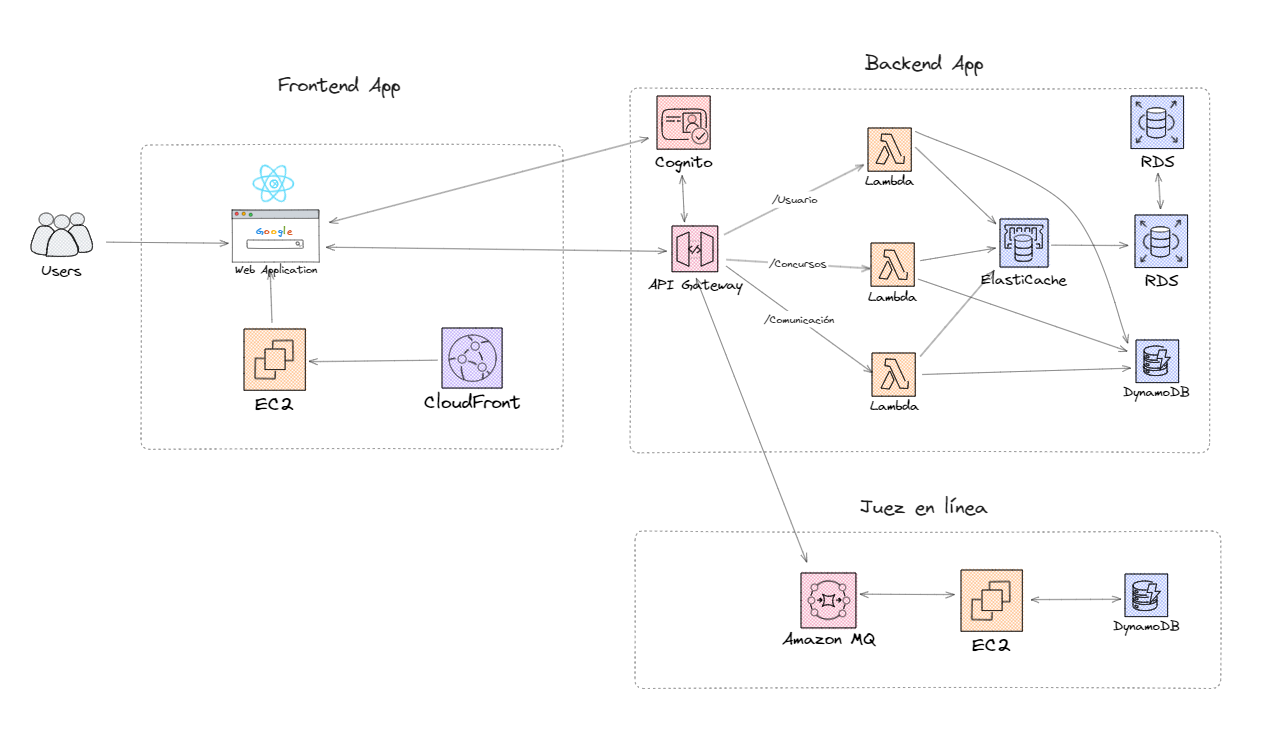 Frontend App
Users
Google
Web Application
EC2
CloudFront
Backend App
Cognito
API Gateway
/Usuario
/Concursos
/Comunicación
Lambda
Lambda
Lambda
ElastiCache
RDS
RDS
DynamoDB
Juez en línea
Amazon MQ
EC2
DynamoDB